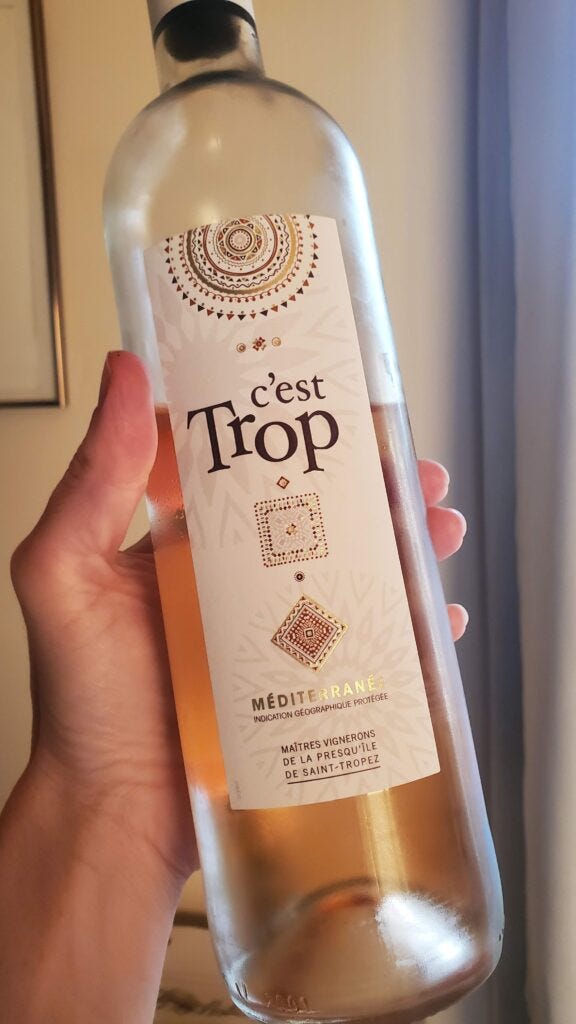 c'est
Trop
MÉDITERRANÉE
INDICATION GÉOGRAPHIQUE PROTÉGÉE
MAÎTRES VIGNERONS
DE LA PRESQU'ÎLE
DE SAINT-TROPEZ